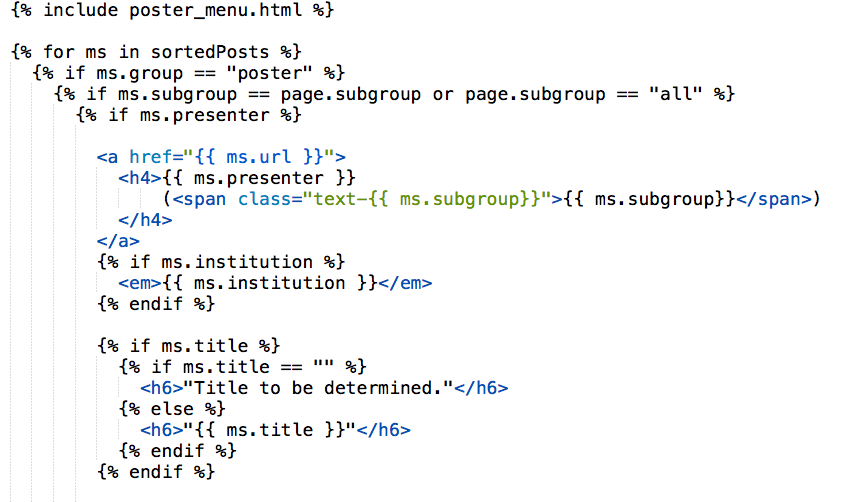 {% include poster_menu.html %}
{% for ms in sortedPosts %}
{% if ms.group == "poster" %}
{% if ms.subgroup == page.subgroup or page.subgroup == "all" %}
{% if ms.presenter %}
<a href="{{ ms.url }}">
<h4>{{ ms.presenter }}
(<span class="text-{{ ms.subgroup}}">{{ ms.subgroup}}</span>)
</h4>
</a>
{% if ms.institution %}
<em>{{ ms.institution }}</em>
{% endif %}
{% if ms.title %}
{% if ms.title == "" %}
<h6>"Title to be determined."</h6>
{% else %}
<h6>"{{ ms.title }}"</h6>
{% endif %}
{% endif %}